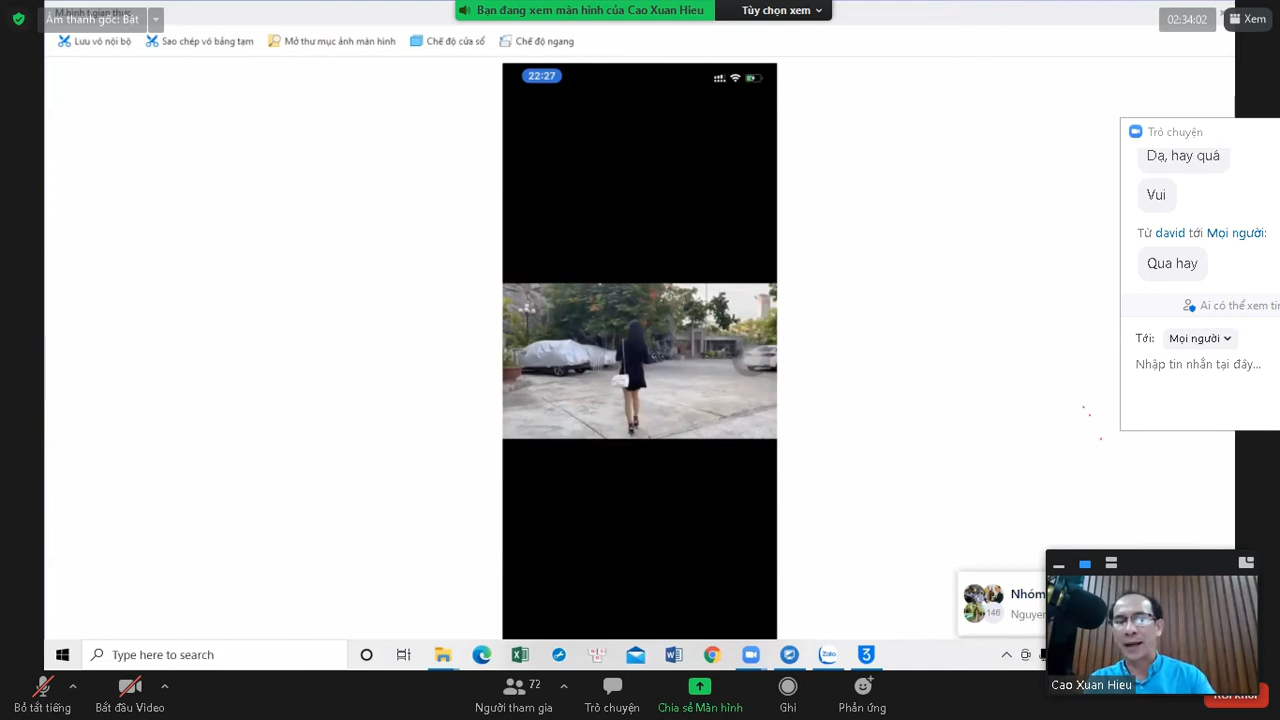 Âm thanh gốc: Bắt
Bạn đang xem màn hình của Cao Xuan Hieu
Tùy chọn xem
02:34:02
Xem
Lưu vô nội bộ
Sao chép vô bảng tạm
Mở thư mục ảnh màn hình
Chế độ cửa sổ
Chế độ ngang
22:27
Trò chuyện
Dạ, hay quá
Vui
Từ david tới Mọi người:
Qua hay
Ai có thể xem tin
Tới: Mọi người
Nhập tin nhắn tại đây...
Nhóm
146
Nguyen
Cao Xuan Hieu
Type here to search
Zalo
Bỏ tắt tiếng
Bắt đầu Video
72
Người tham gia
Trò chuyện
Chia sẻ Màn hình
Ghi
Phản ứng